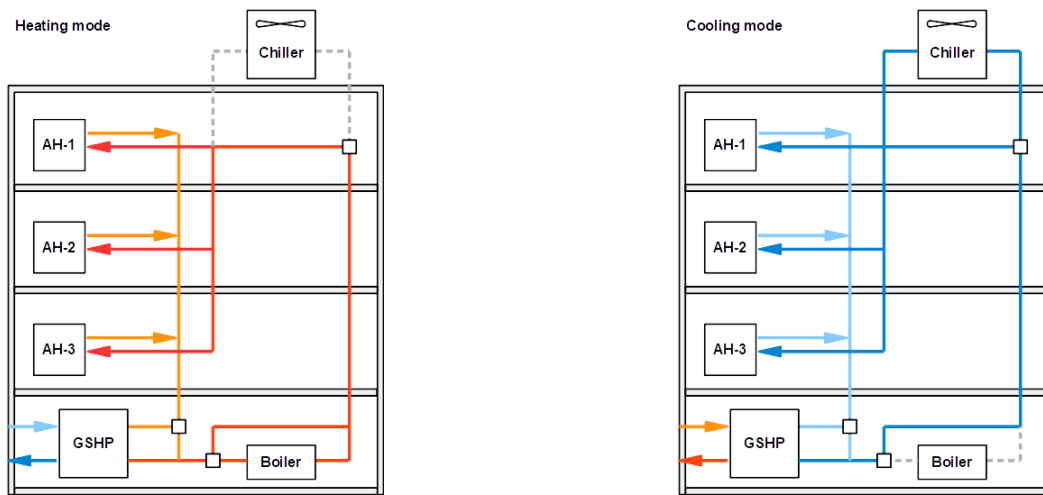 Heating mode
Chiller
AH-1
AH-2
AH-3
GSHP
Boiler
Cooling mode
Chiller
AH-1
AH-2
AH-3
GSHP
Boiler